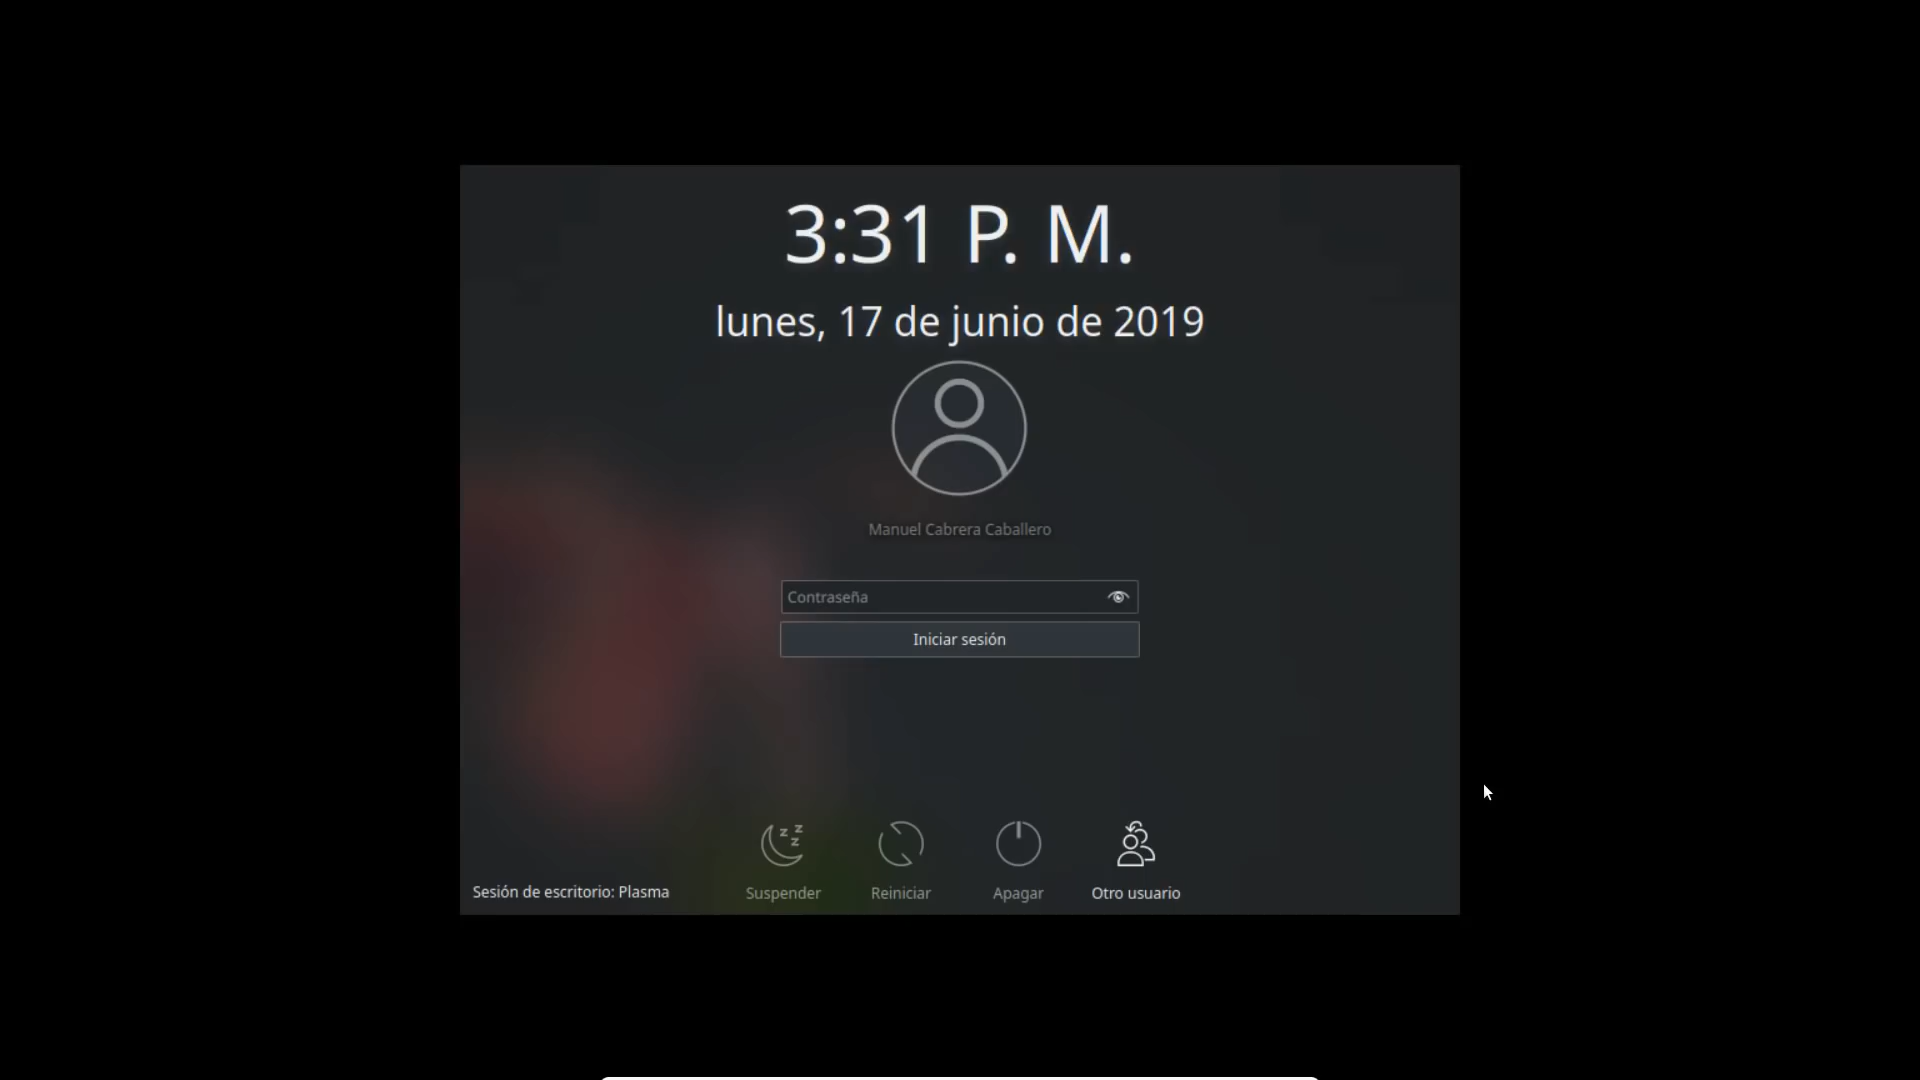 3:31 P. M.
lunes, 17 de junio de 2019
Manuel Cabrera Caballero
Contraseña
Iniciar sesión
Suspender
Reiniciar
Apagar
Otro usuario
Sesión de escritorio: Plasma